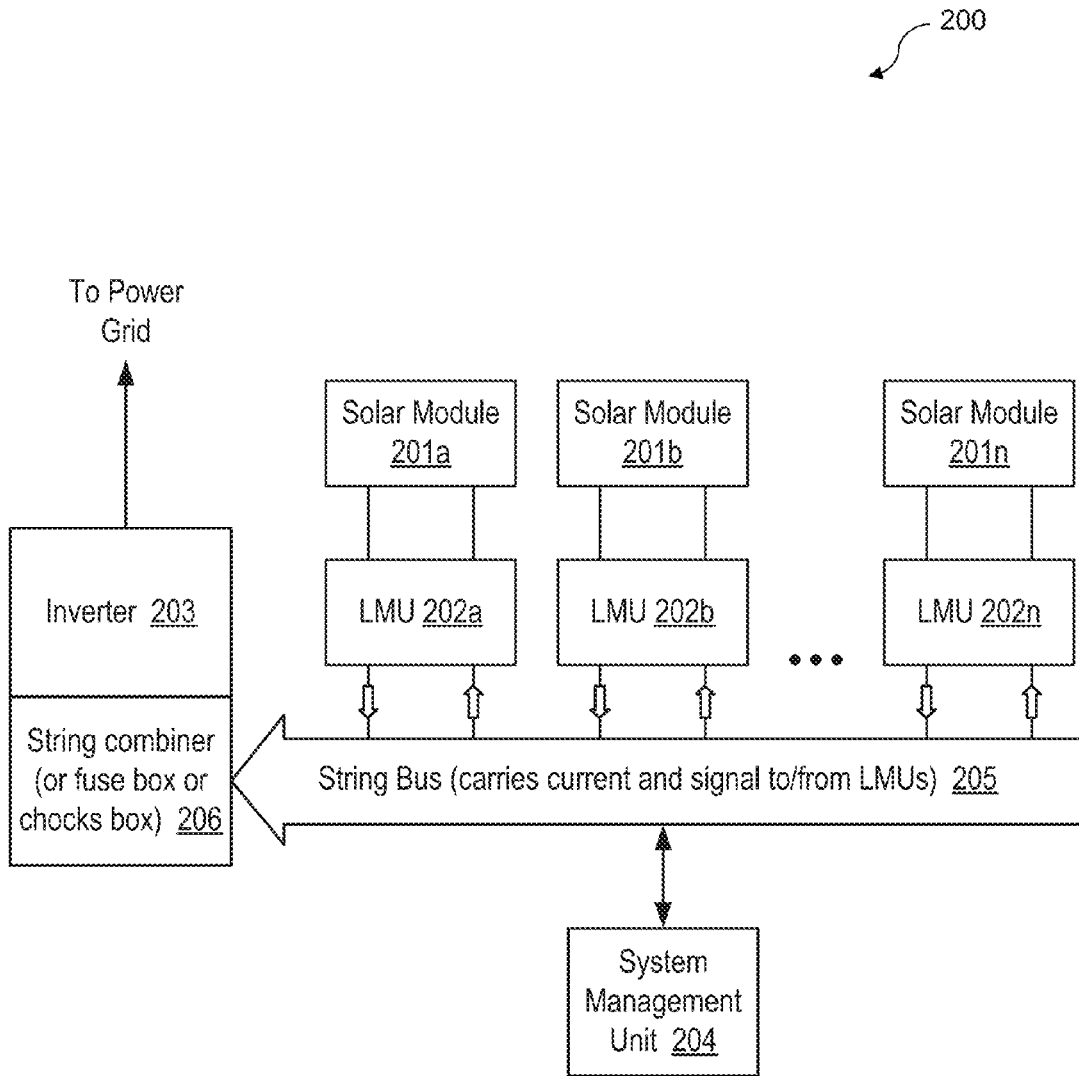 200
To Power
Grid
Solar Module
201a
Solar Module
201b
Solar Module
201n
Inverter 203
LMU 202a
LMU 202b
LMU 202n
String combiner
(or fuse box or
chocks box) 206
String Bus (carries current and signal to/from LMUs) 205
System
Management
Unit 204